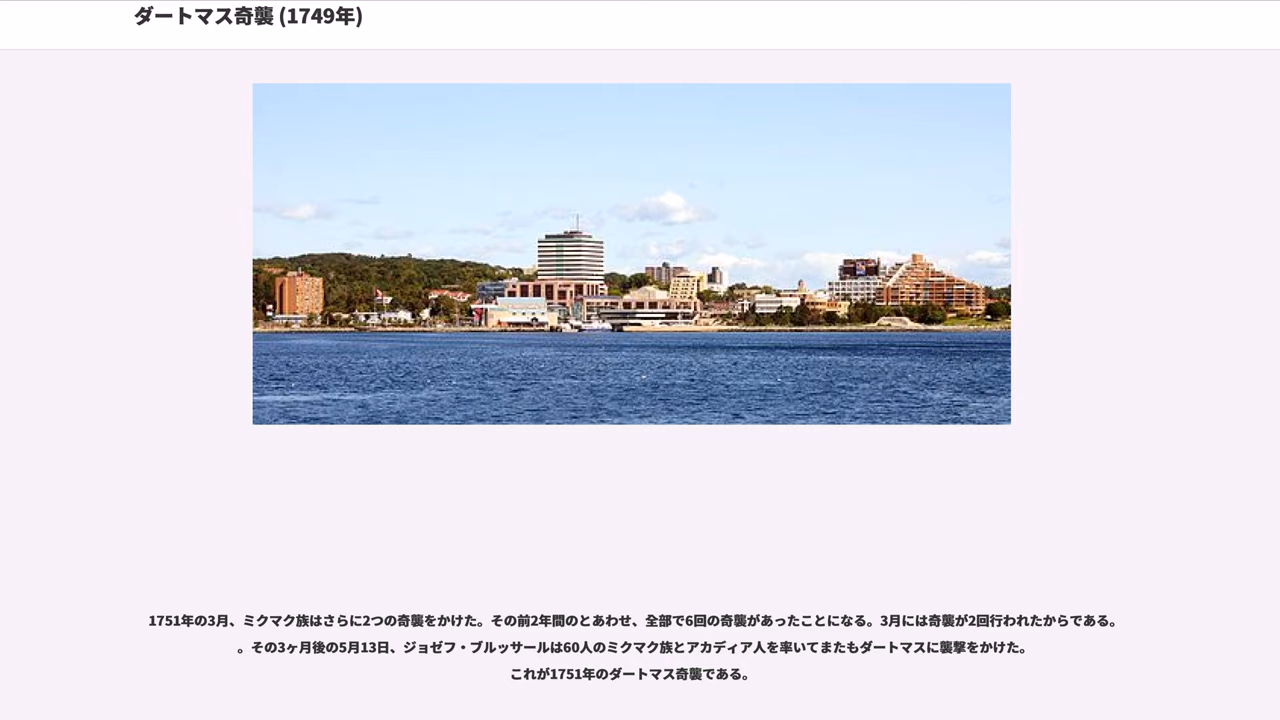 ダートマス奇襲 (1749年)
1751年の3月、ミクマク族はさらに2つの奇襲をかけた。その前2年間のとあわせ、全部で6回の奇襲があったことになる。3月には奇襲が2回行われたからである。
。その3ヶ月後の5月13日、ジョゼフ・ブルッサールは60人のミクマク族とアカディア人を率いてまたもダートマスに襲撃をかけた。
これが1751年のダートマス奇襲である。